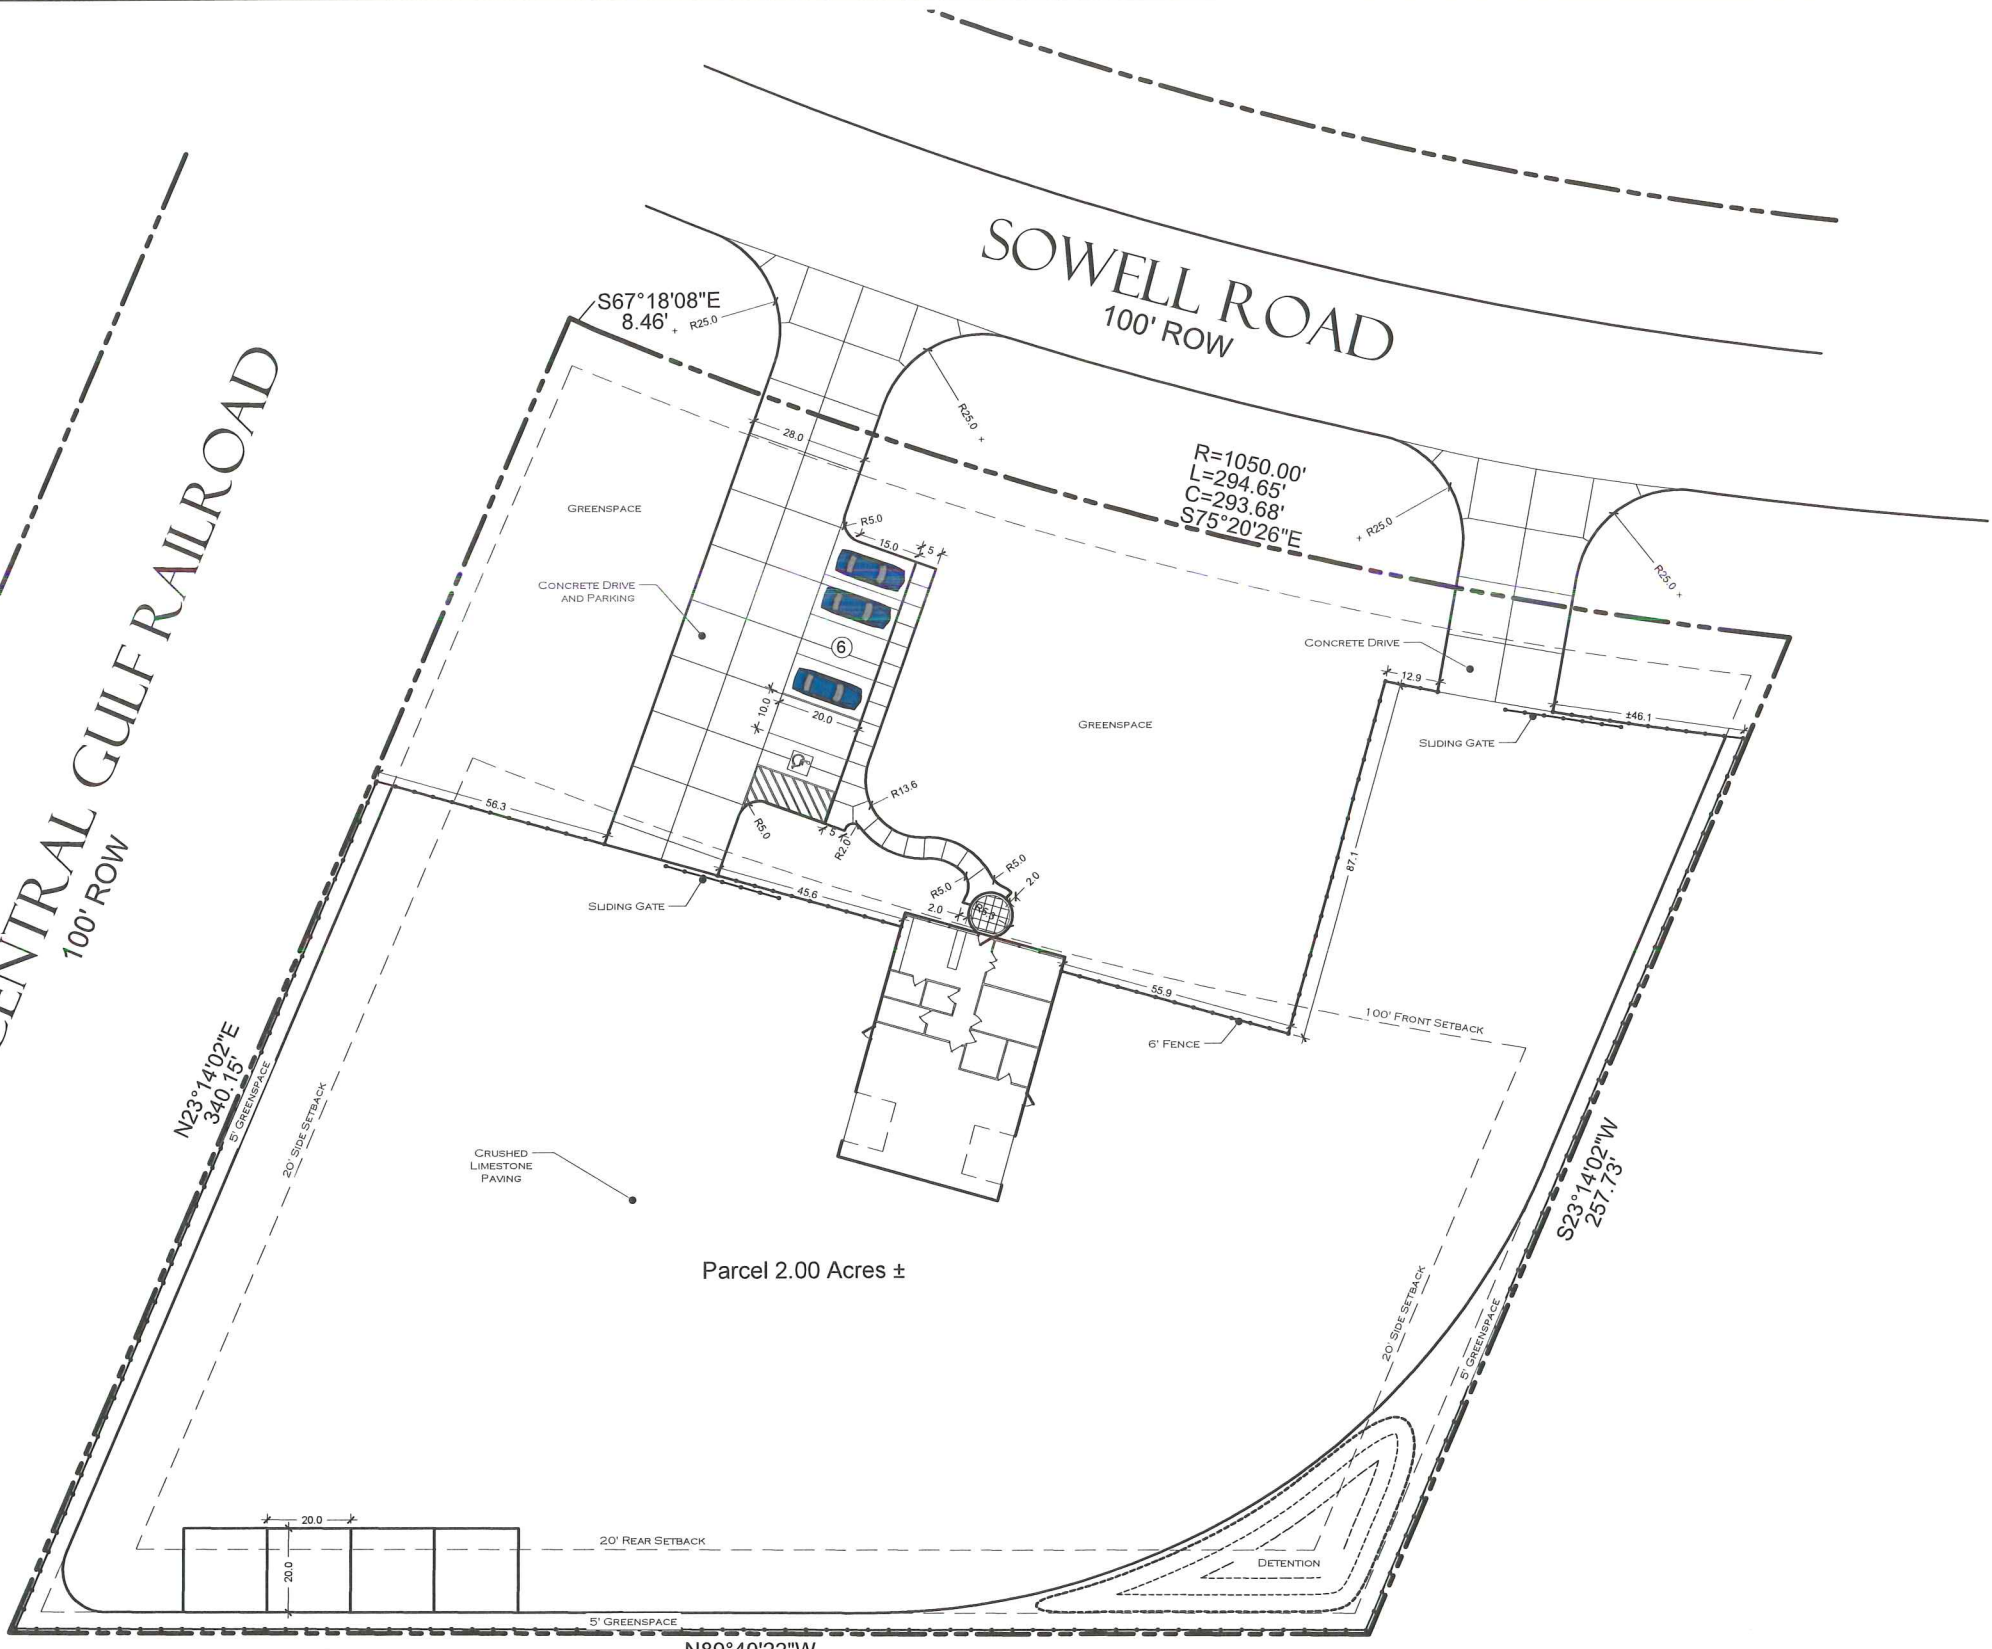 SOWELL ROAD
100' ROW
S67°18'08"E
8.46'
R25.0
R25.0
28.0
R=1050.00'
L=294.65'
C=293.68'
S75°20'26"E
R25.0
R25.0
GREENSPACE
R5.0
15.0
5
CONCRETE DRIVE
AND PARKING
6
CONCRETE DRIVE
12.9
10.0
20.0
GREENSPACE
±46.1
SLIDING GATE
CENTRAL GULF RAILROAD
100' ROW
56.3
R13.6
R5.0
5
R2.0
R5.0
R5.0
2.0
2.0
R5.3
87.1
SLIDING GATE
45.6
55.9
6' FENCE
100' FRONT SETBACK
N23°14'02"E
340.15'
5' GREENSPACE
20' SIDE SETBACK
CRUSHED
LIMESTONE
PAVING
S23°14'02"W
257.73'
Parcel 2.00 Acres ±
20' SIDE SETBACK
5' GREENSPACE
20.0
20.0
20' REAR SETBACK
DETENTION
5' GREENSPACE